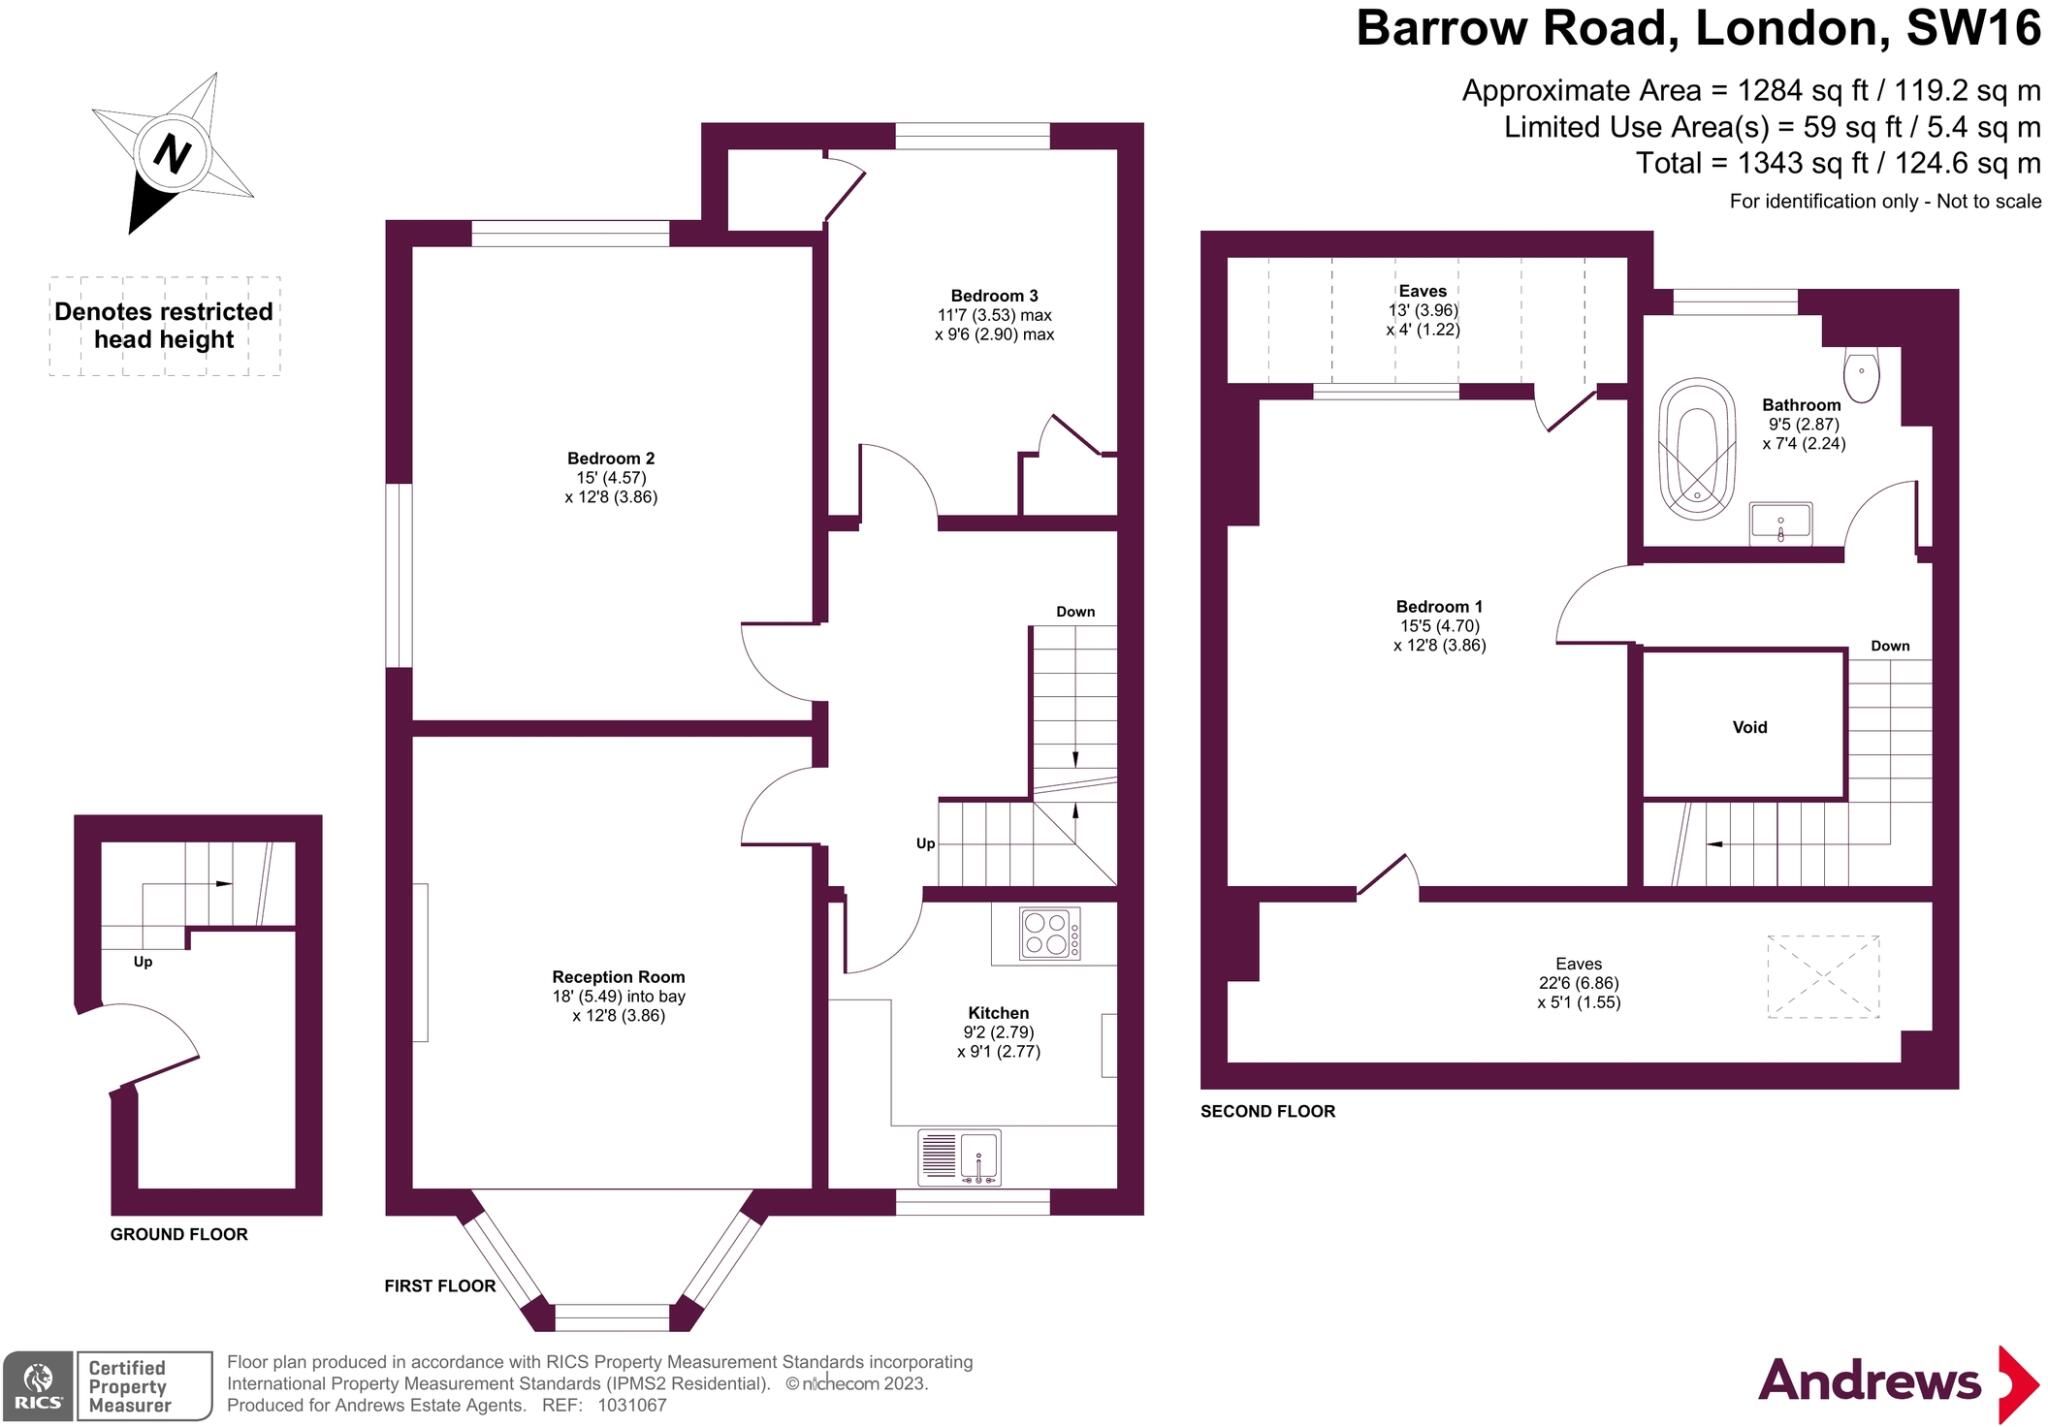 Barrow Road, London, SW16
Approximate Area = 1284 sq ft / 119.2 sq m
Limited Use Area(s) = 59 sq ft / 5.4 sq m
Total = 1343 sq ft / 124.6 sq m
For identification only - Not to scale
N
Denotes restricted
head height
Bedroom 3
11'7 (3.53) max
x 9'6 (2.90) max
Bedroom 2
15' (4.57)
x 12'8 (3.86)
Down
Up
Reception Room
18' (5.49) into bay
x 12'8 (3.86)
Kitchen
9'2 (2.79)
x 9'1 (2.77)
FIRST FLOOR
Up
GROUND FLOOR
Eaves
13' (3.96)
x 4' (1.22)
Bathroom
9'5 (2.87)
x 7'4 (2.24)
Bedroom 1
15'5 (4.70)
x 12'8 (3.86)
Down
Void
Eaves
22'6 (6.86)
x 5'1 (1.55)
SECOND FLOOR
RICS®
Certified
Property
Measurer
Floor plan produced in accordance with RICS Property Measurement Standards incorporating
International Property Measurement Standards (IPMS2 Residential). © nichecom 2023.
Produced for Andrews Estate Agents. REF: 1031067
Andrews